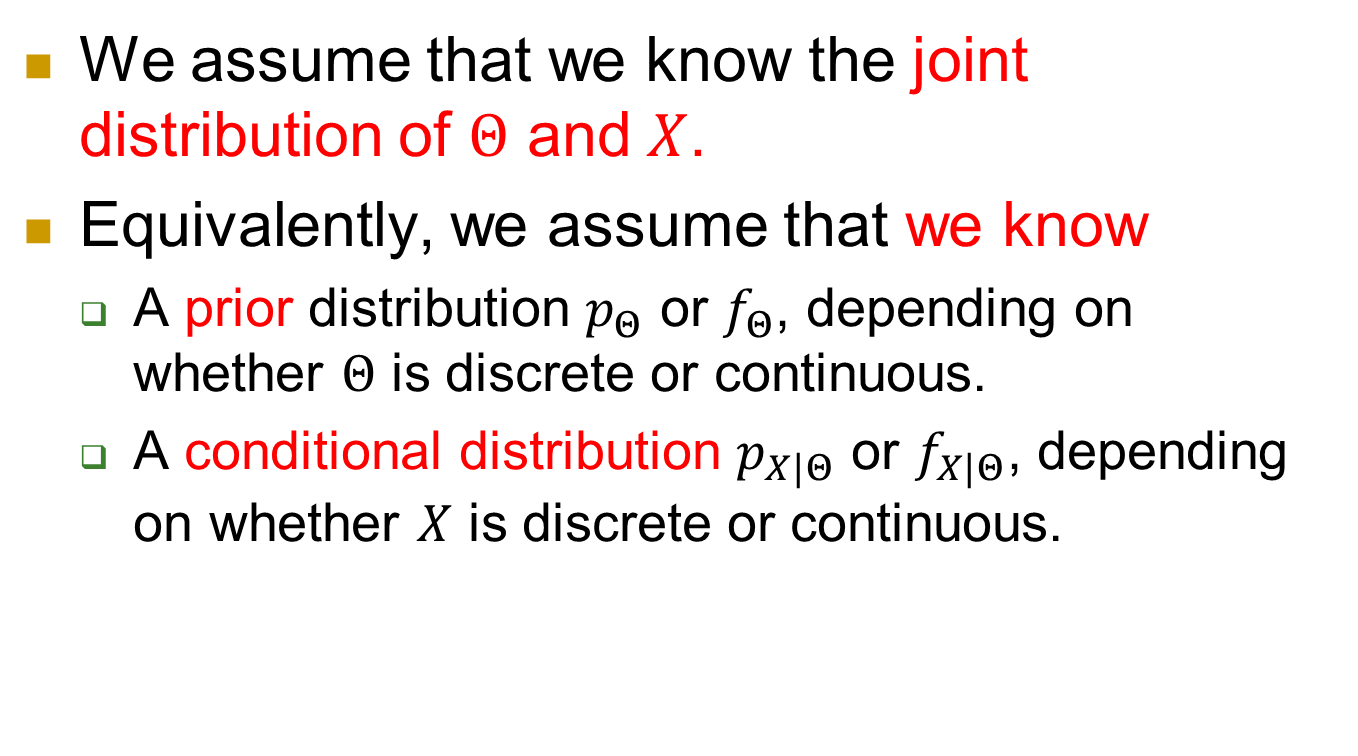 We assume that we know the joint
distribution of Θ and X.
Equivalently, we assume that we know
A prior distribution p_Θ or f_Θ, depending on
whether Θ is discrete or continuous.
A conditional distribution p_{X|Θ} or f_{X|Θ}, depending
on whether X is discrete or continuous.